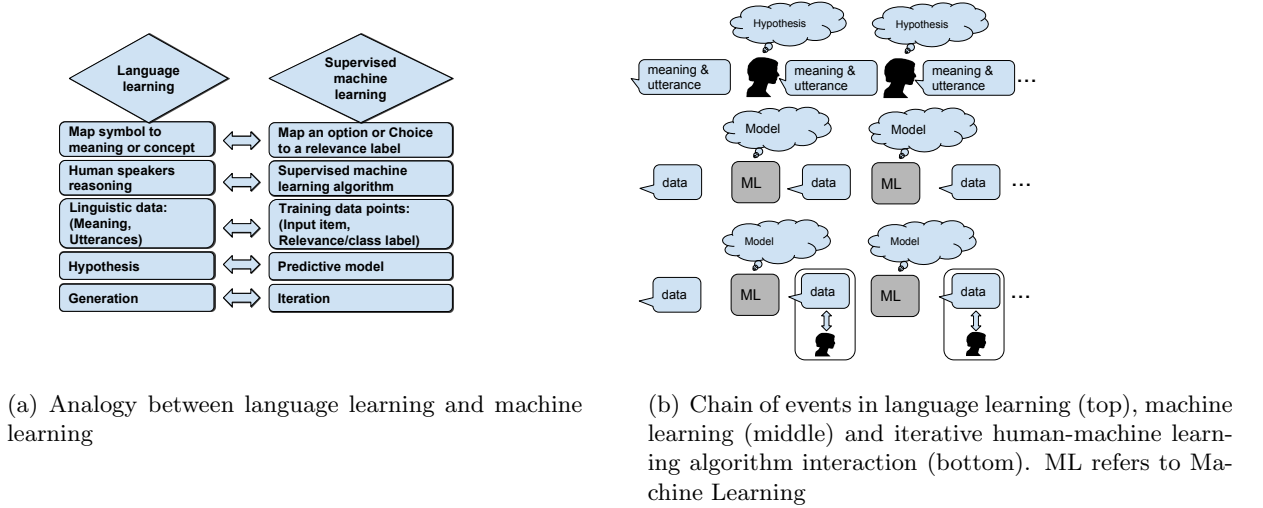 Language
learning
Supervised
machine
learning
Map symbol to
meaning or concept
Map an option or Choice
to a relevance label
Human speakers
reasoning
Supervised machine
learning algorithm
Linguistic data:
(Meaning,
Utterances)
Training data points:
(Input item,
Relevance/class label)
Hypothesis
Predictive model
Generation
Iteration
(a) Analogy between language learning and machine
learning
Hypothesis
Hypothesis
meaning &
utterance
meaning &
utterance
meaning &
utterance
...
Model
Model
data
ML
data
ML
data
...
Model
Model
data
ML
data
ML
data
...
(b) Chain of events in language learning (top), machine
learning (middle) and iterative human-machine learn-
ing algorithm interaction (bottom). ML refers to Ma-
chine Learning